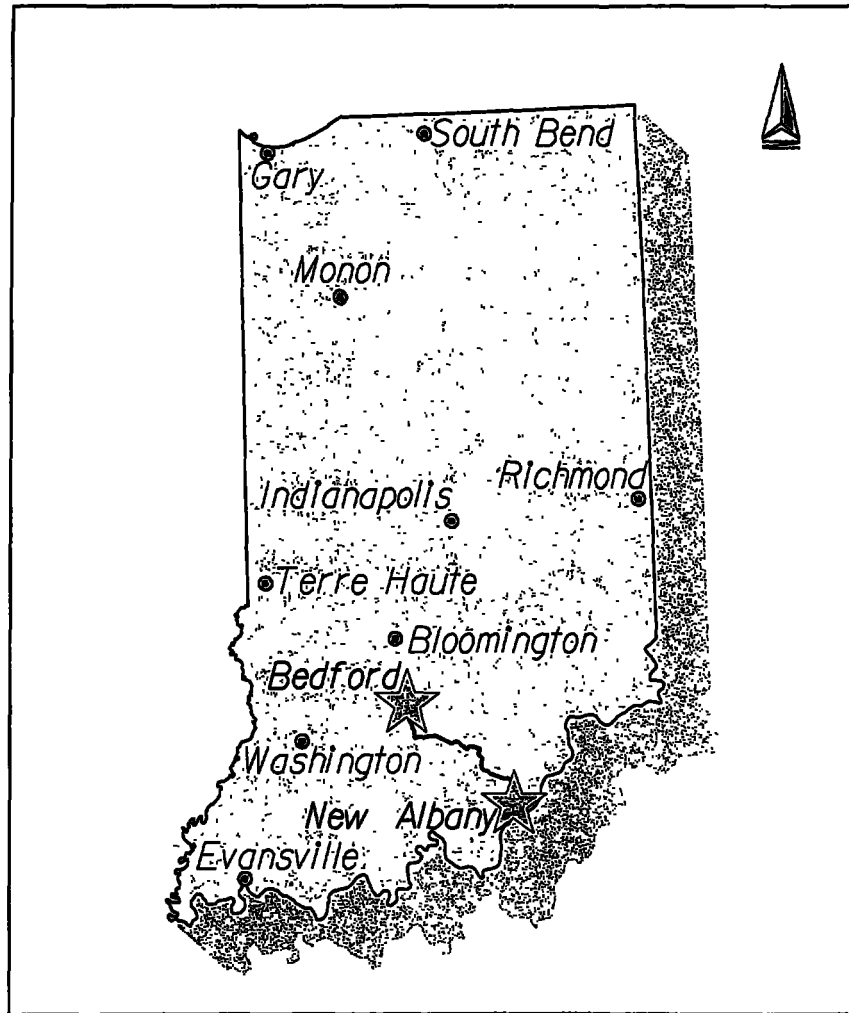 South Bend
Gary
Monon
Richmond
Indianapolis
Terre Haute
Bloomington
Bedford
Washington
New Albany
Evansville